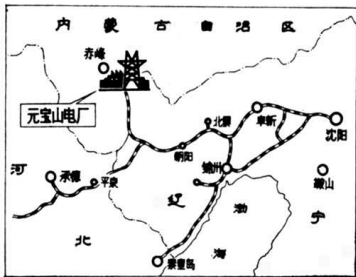 内蒙古自治区
赤峰
元宝山电厂
北票
阜新
沈阳
朝阳
锦州
鞍山
河北
承德
平泉
辽宁
渤海
秦皇岛